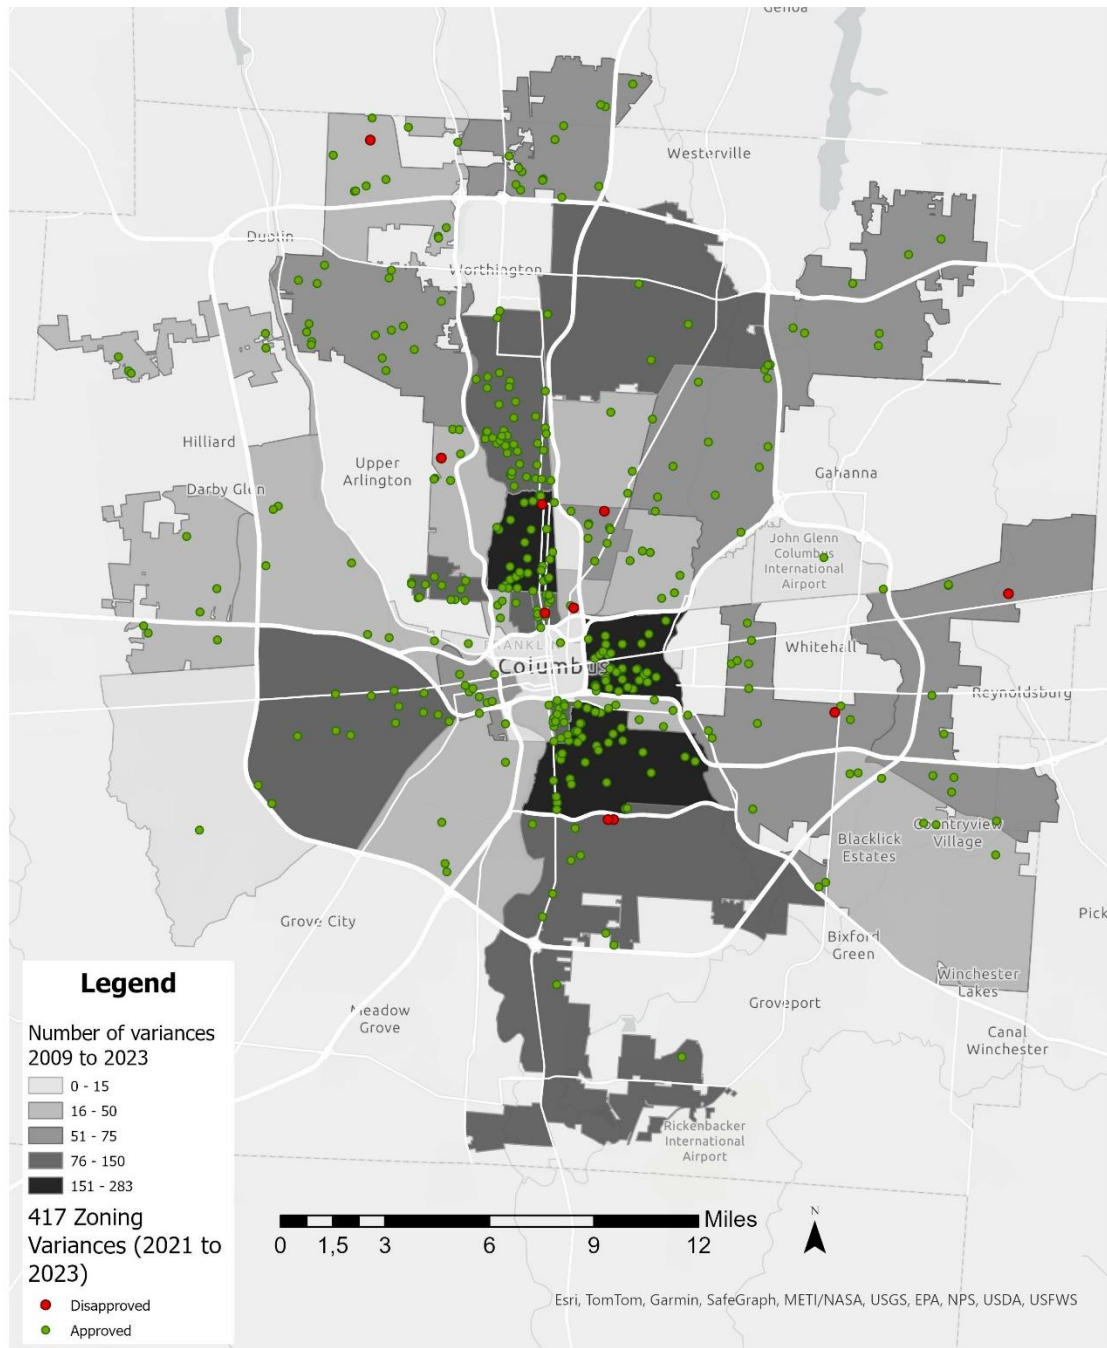 Genoa
Westerville
Dublin
Worthington
Hilliard
Upper
Arlington
Darby Glen
Gahanna
John Glenn
Columbus
International
Airport
FRANKLIN
Columbus
Whitehall
Reynoldsburg
Blacklick
Estates
Countryview
Village
Grove City
Pick
Bixford
Green
Winchester
Lakes
Groveport
Meadow
Grove
Canal
Winchester
Rickenbacker
International
Airport
Legend
Number of variances
2009 to 2023
0 - 15
16 - 50
51 - 75
76 - 150
151 - 283
417 Zoning
Variances (2021 to
2023)
Disapproved
Approved
Miles
0 1,5 3 6 9 12
N
Esri, TomTom, Garmin, SafeGraph, METI/NASA, USGS, EPA, NPS, USDA, USFWS